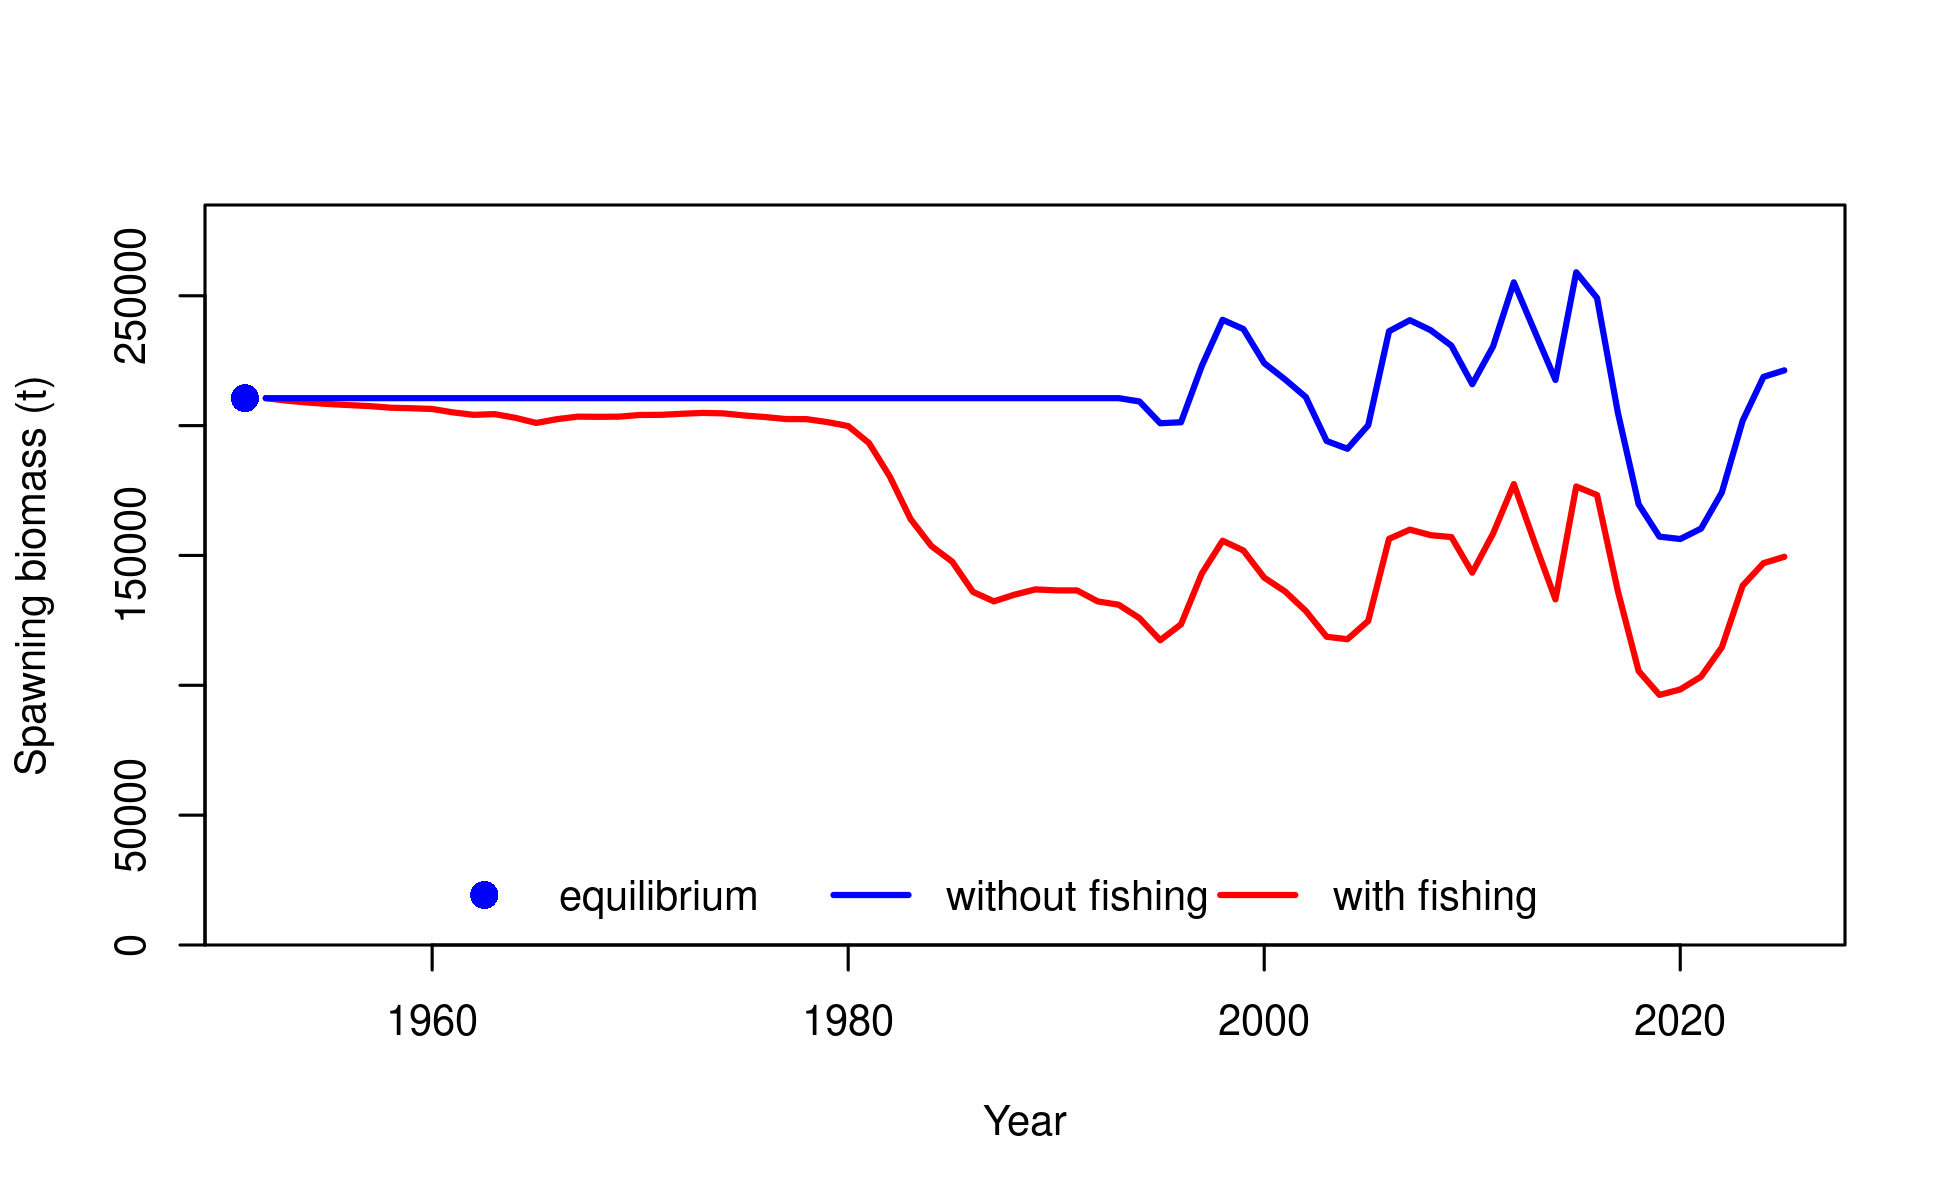 Spawning biomass (t)
250000
150000
50000
0
equilibrium without fishing with fishing
1960 1980 2000 2020
Year